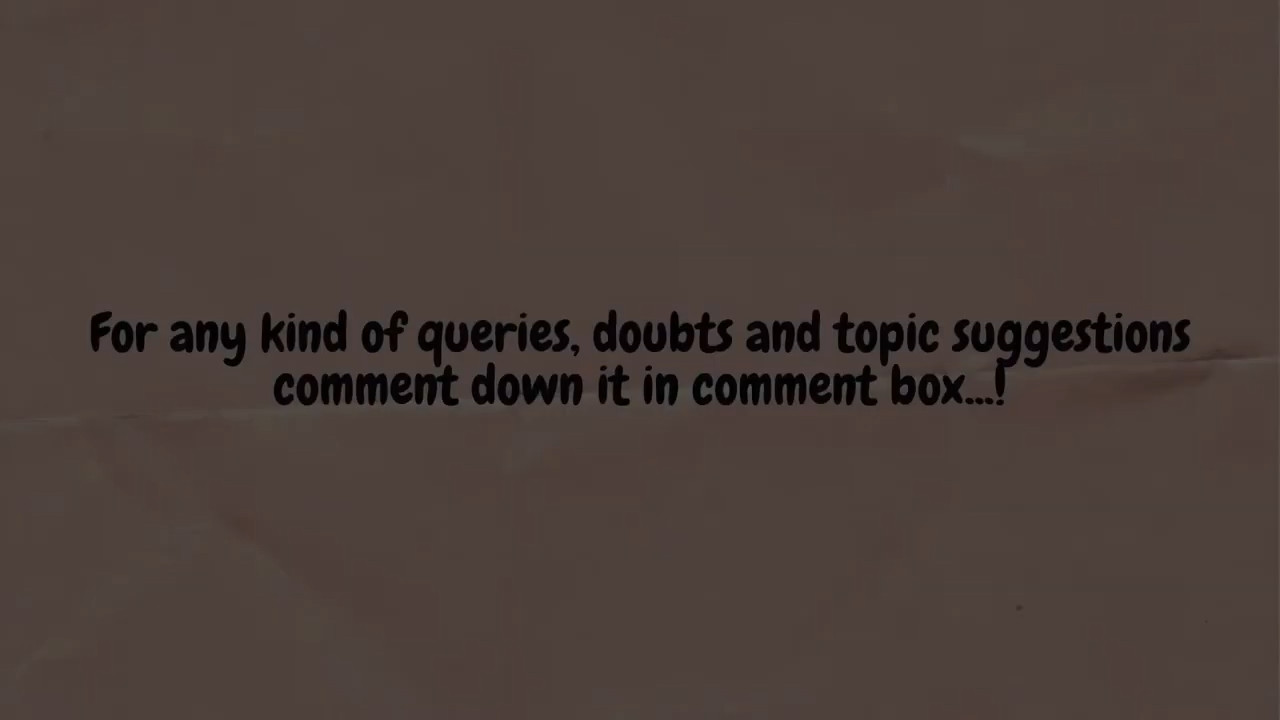 For any kind of queries, doubts and topic suggestions
comment down it in comment box...!